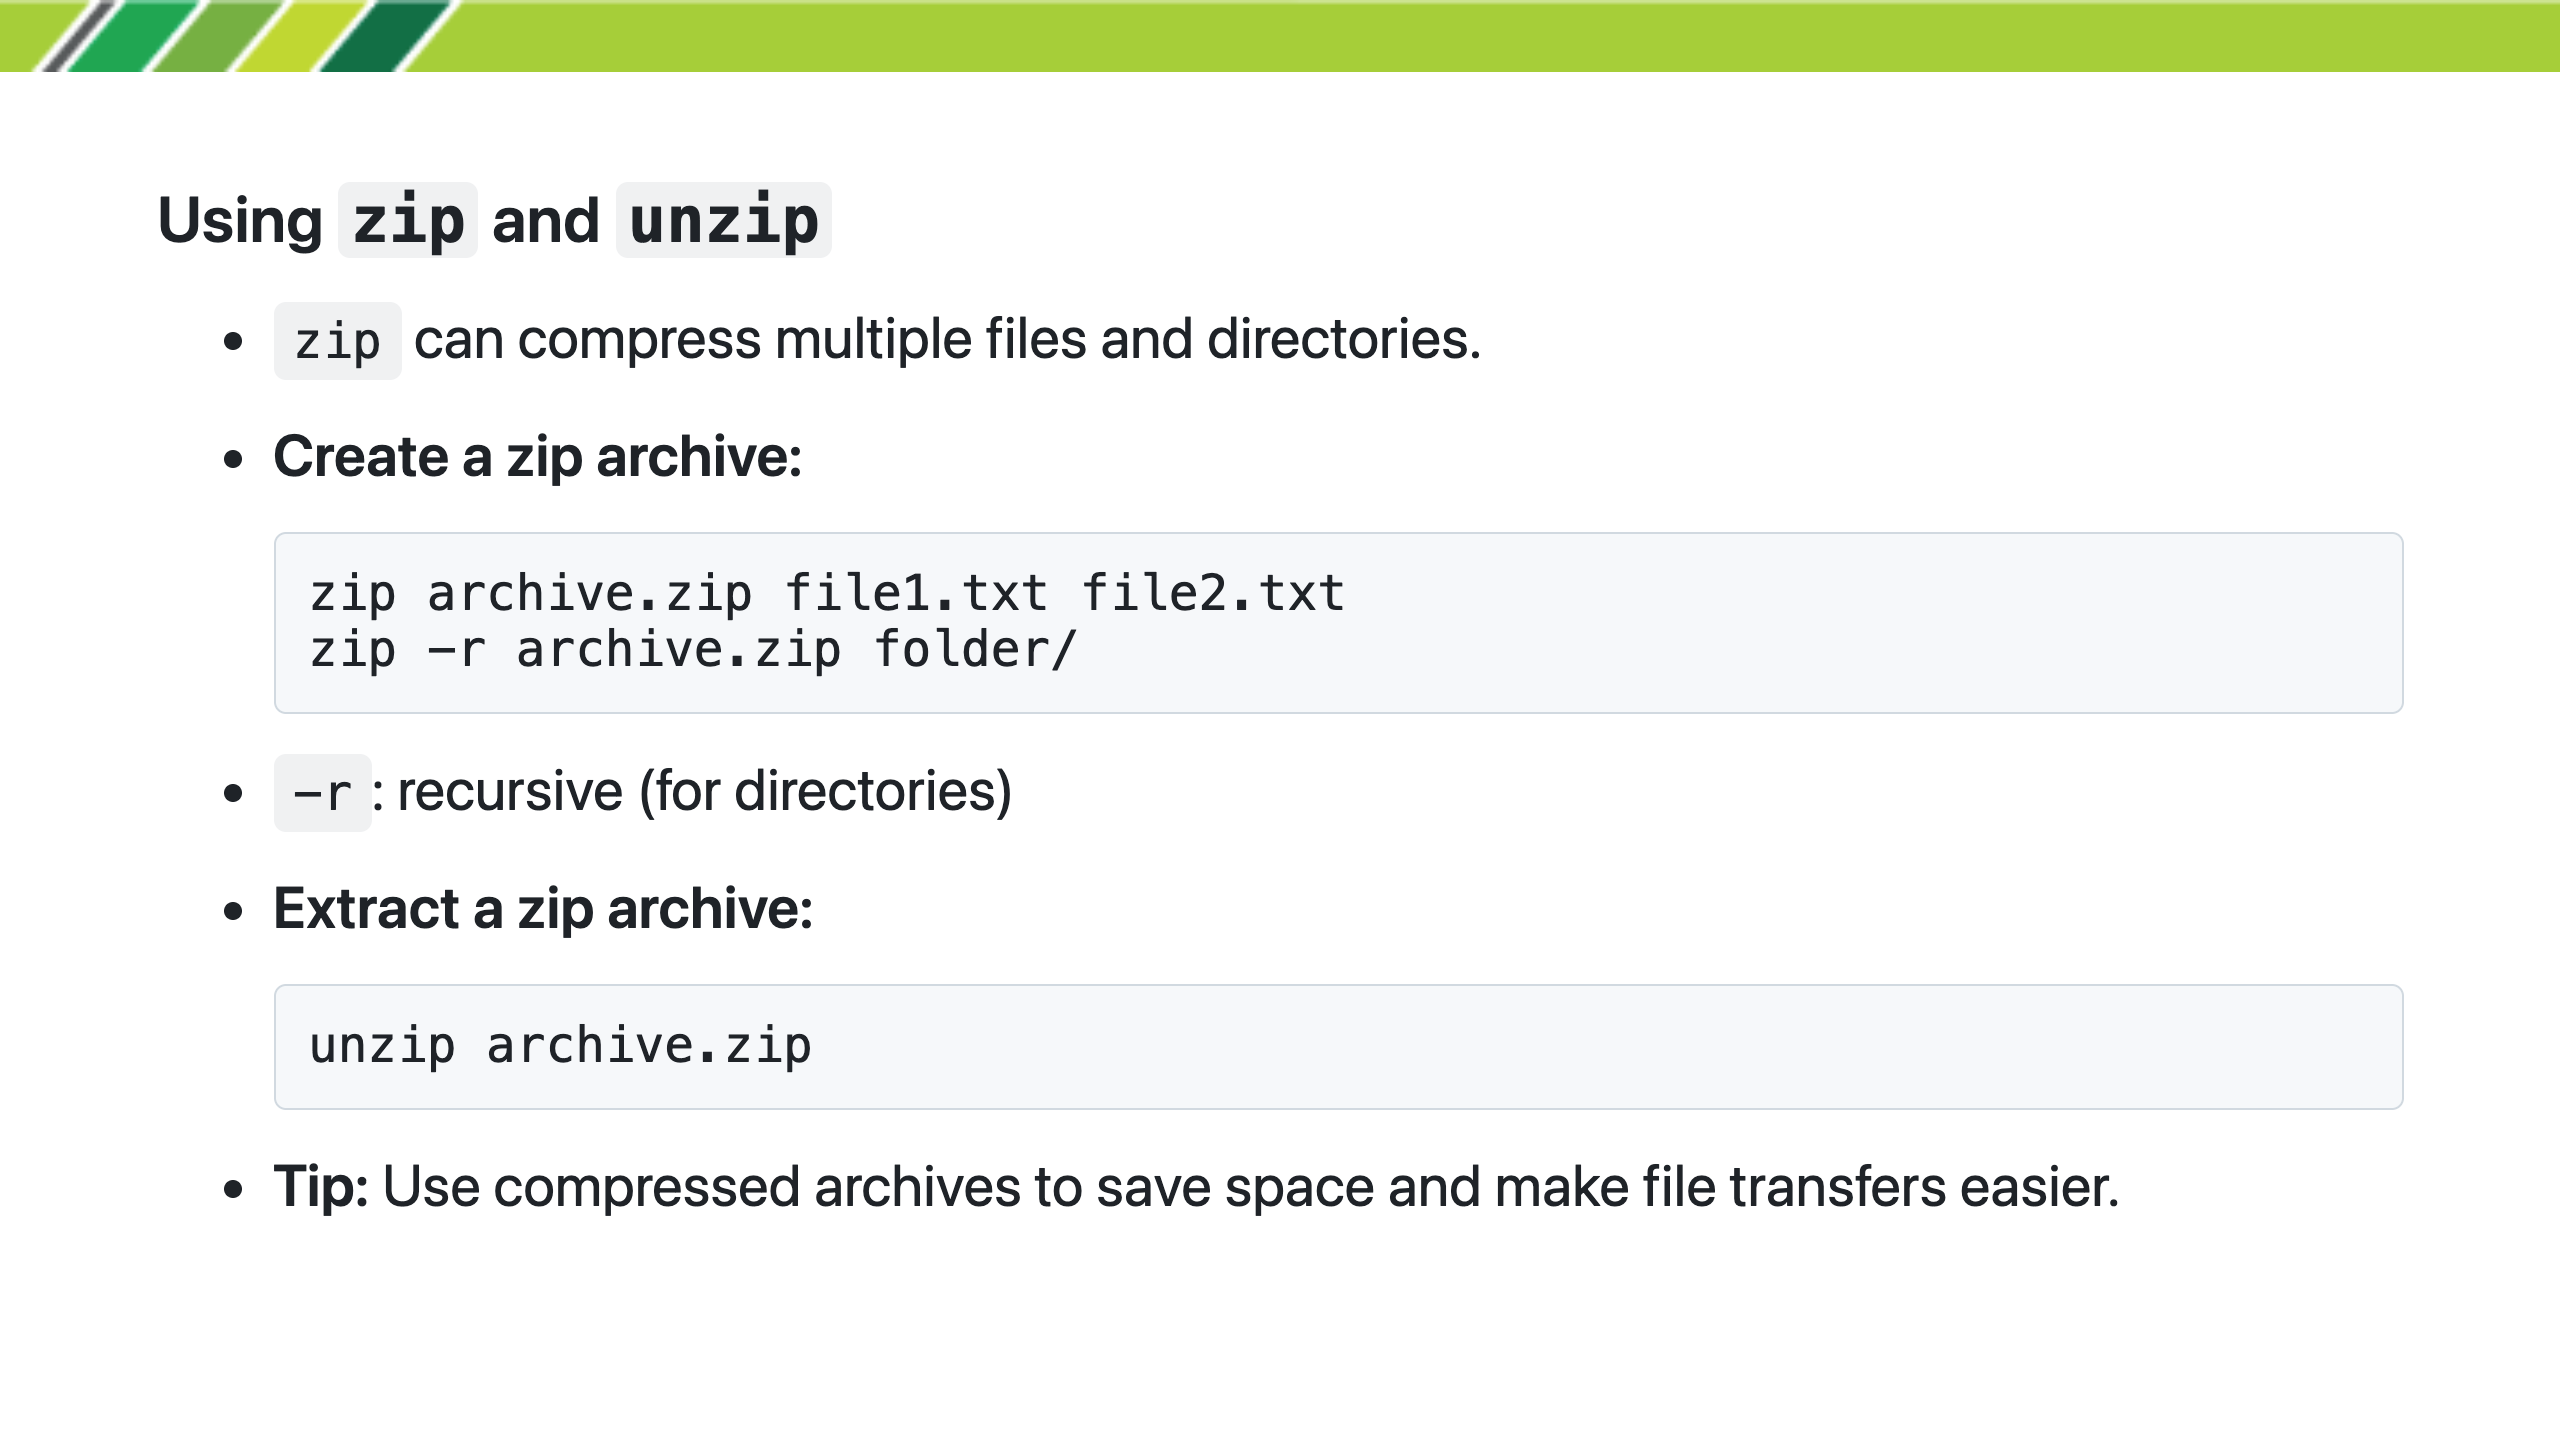 Using zip and unzip
zip can compress multiple files and directories.
Create a zip archive:
zip archive.zip file1.txt file2.txt
zip -r archive.zip folder/
-r : recursive (for directories)
Extract a zip archive:
unzip archive.zip
Tip: Use compressed archives to save space and make file transfers easier.